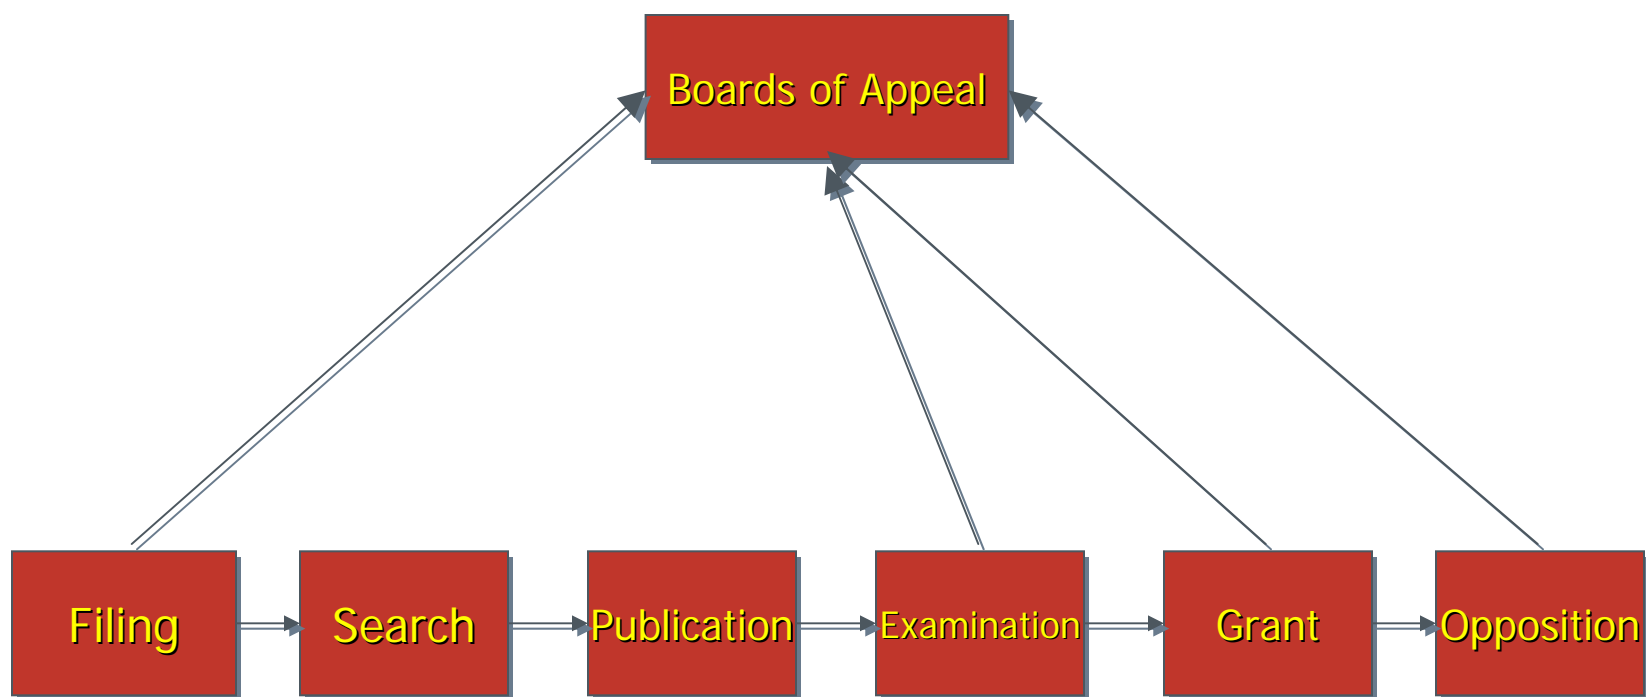 Boards of Appeal
Filing
Search
Publication
Examination
Grant
Opposition